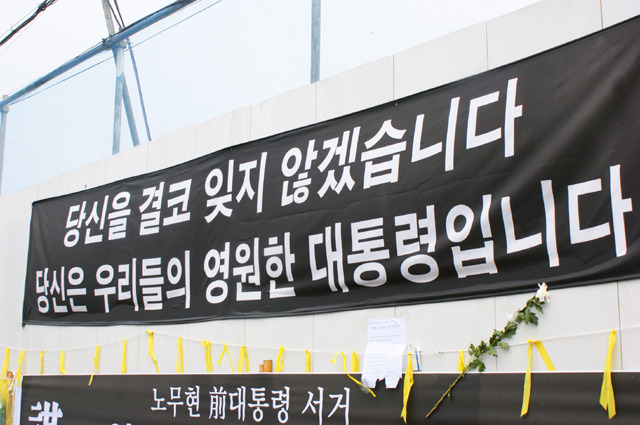 당신을 결코 잊지 않겠습니다
당신은 우리들의 영원한 대통령입니다
노무현 前대통령 서거